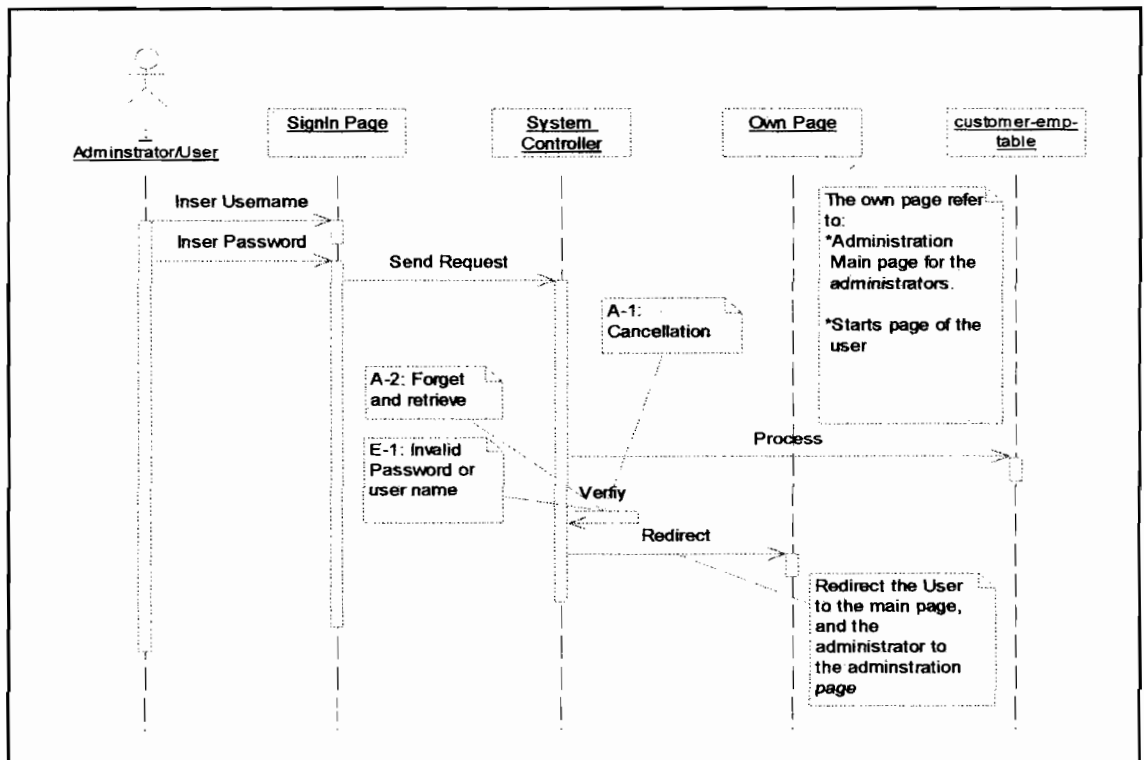 Adminstrator/User
SignIn Page
System
Controller
Own Page
customer-emp-
table
Inser Username
Inser Password
Send Request
The own page refer
to:
*Administration
Main page for the
administrators.
*Starts page of the
user
A-1:
Cancellation
A-2: Forget
and retrieve
E-1: Invalid
Password or
user name
Process
Verfiy
Redirect
Redirect the User
to the main page,
and the
administrator to
the adminstration
page